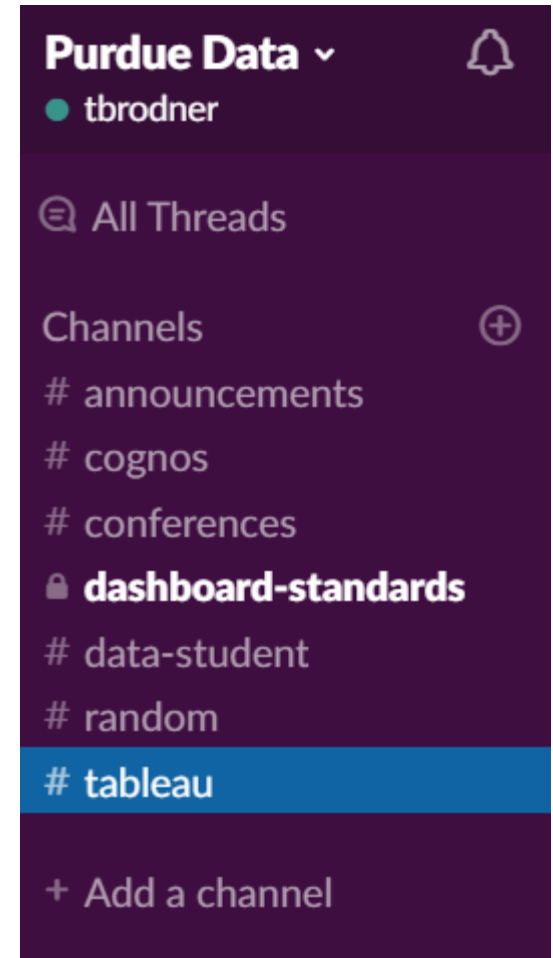 Purdue Data
tbrodner
All Threads
Channels
# announcements
# cognos
# conferences
dashboard-standards
# data-student
# random
# tableau
+ Add a channel